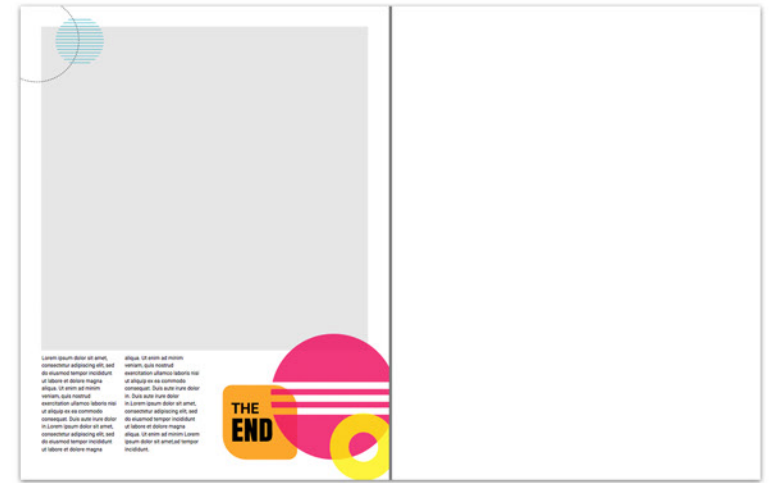 Lorem ipsum dolor sit amet,
consectetur adipiscing elit, sed
do eiusmod tempor incididunt
ut labore et dolore magna
aliqua. Ut enim ad minim
veniam, quis nostrud
exercitation ullamco laboris nisi
ut aliquip ex ea commodo
consequat. Duis aute irure dolor
in Lorem ipsum dolor sit amet,
consectetur adipiscing elit, sed
do eiusmod tempor incididunt
ut labore et dolore magna
aliqua. Ut enim ad minim
veniam, quis nostrud
exercitation ullamco laboris nisi
ut aliquip ex ea commodo
consequat. Duis aute irure dolor
in. Duis aute irure dolor
in Lorem ipsum dolor sit amet,
consectetur adipiscing elit, sed
do eiusmod tempor incididunt
ut labore et dolore magna
aliqua. Ut enim ad minim Lorem
ipsum dolor sit amet,ad tempor
incididunt.
THE
END